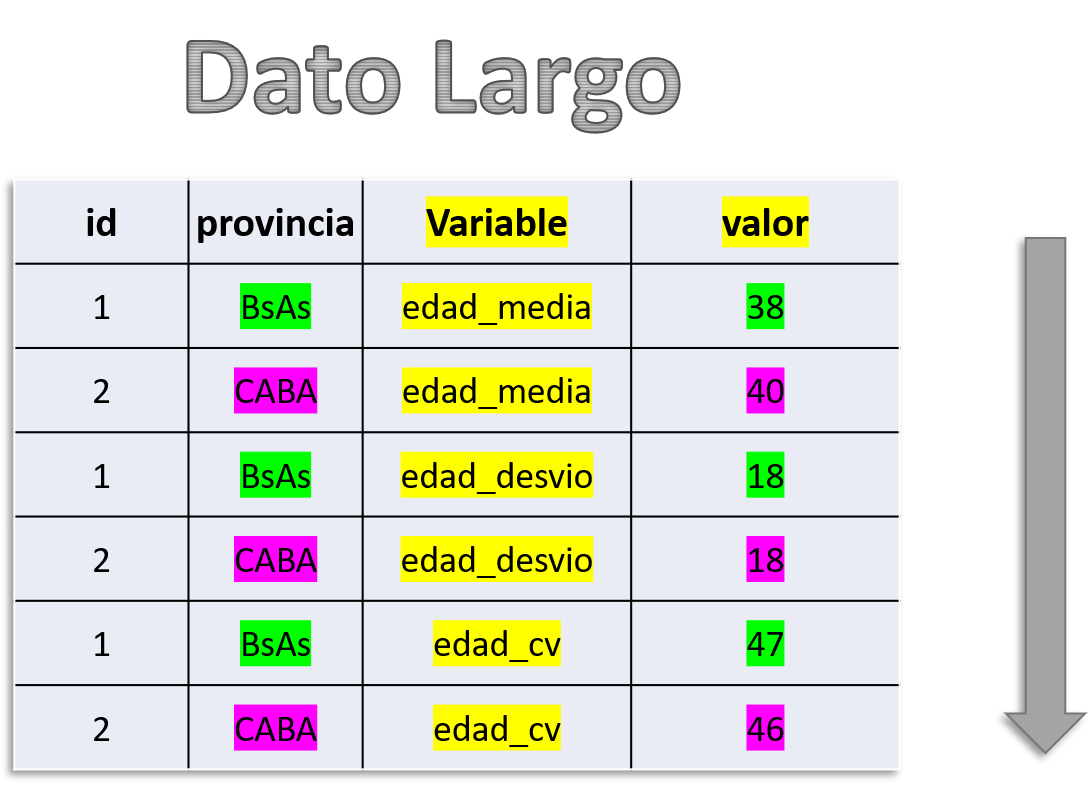 Dato Largo
id provincia Variable valor
1 BsAs edad_media 38
2 CABA edad_media 40
1 BsAs edad_desvio 18
2 CABA edad_desvio 18
1 BsAs edad_cv 47
2 CABA edad_cv 46